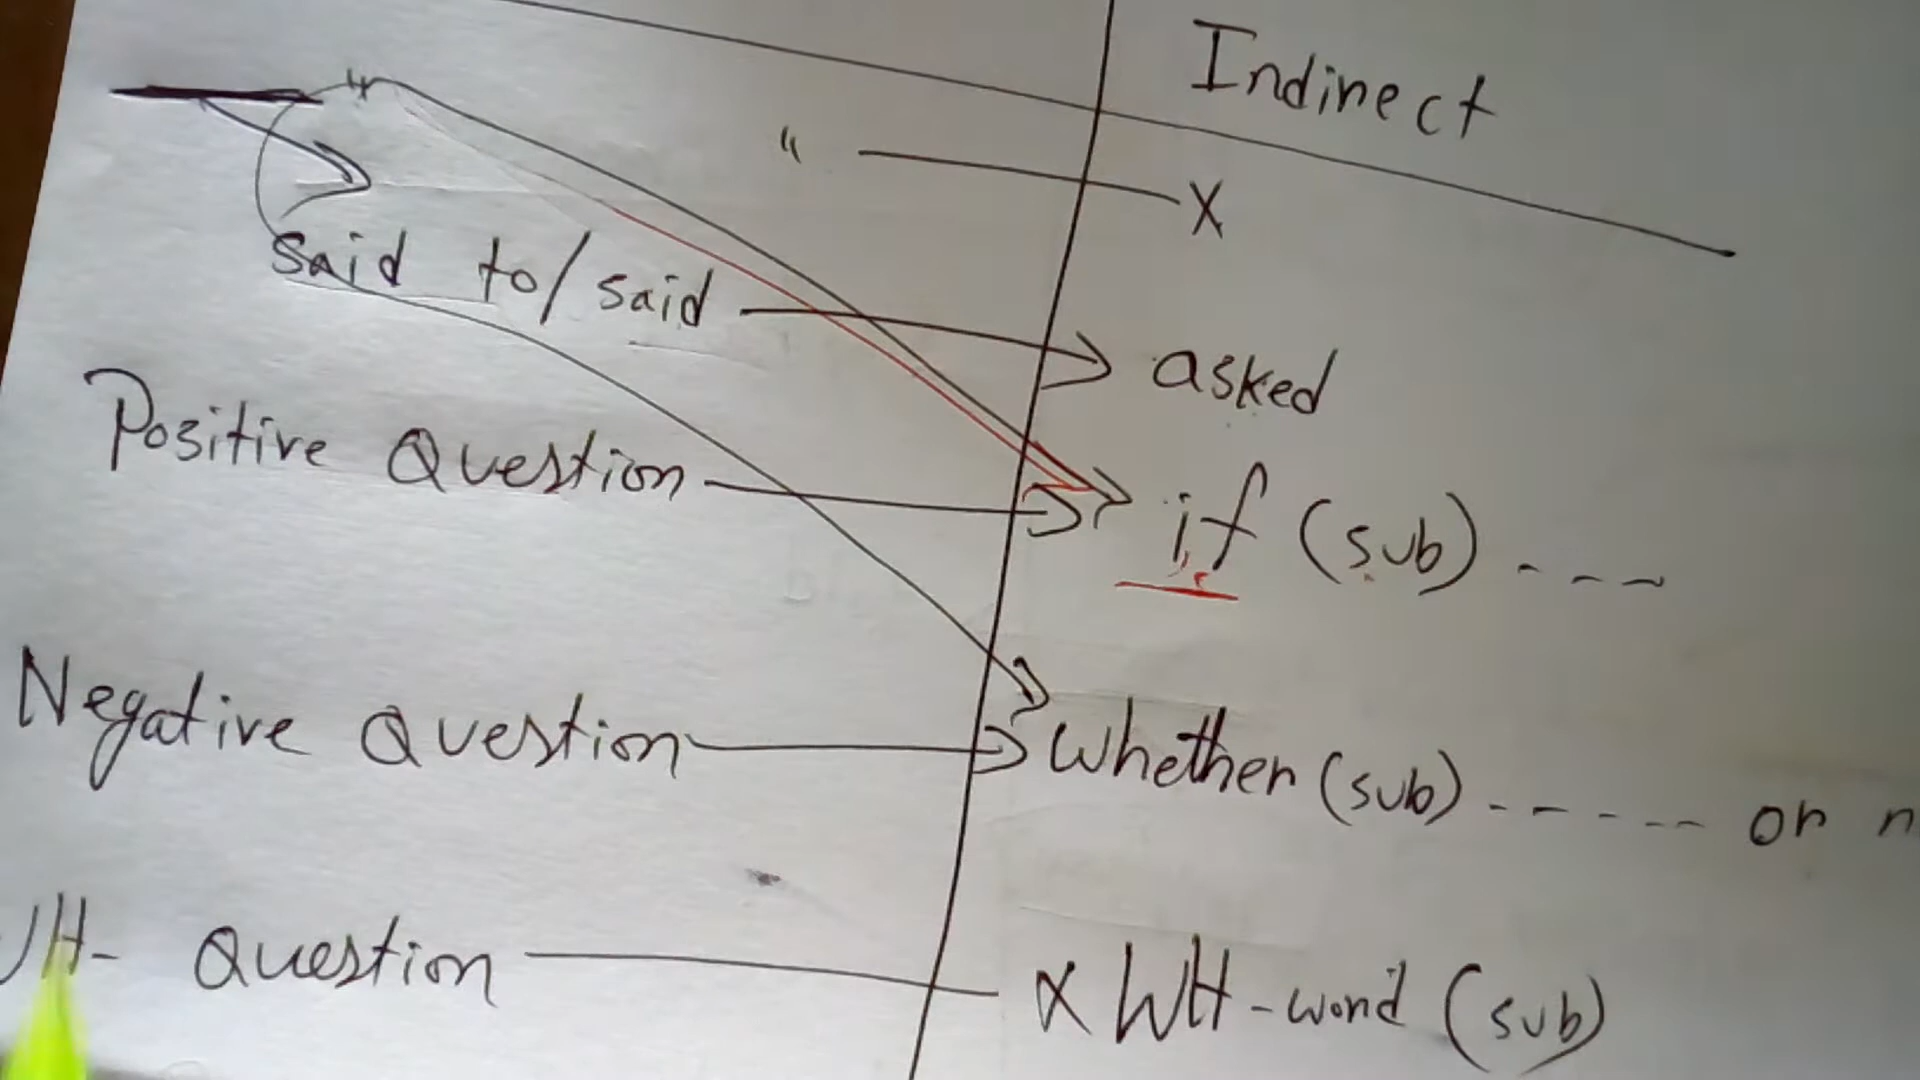 Indirect
" X
said to/said asked
Positive Question if (sub) ---
Negative Question Whether (sub) ----- or
Question X WH-word (sub)